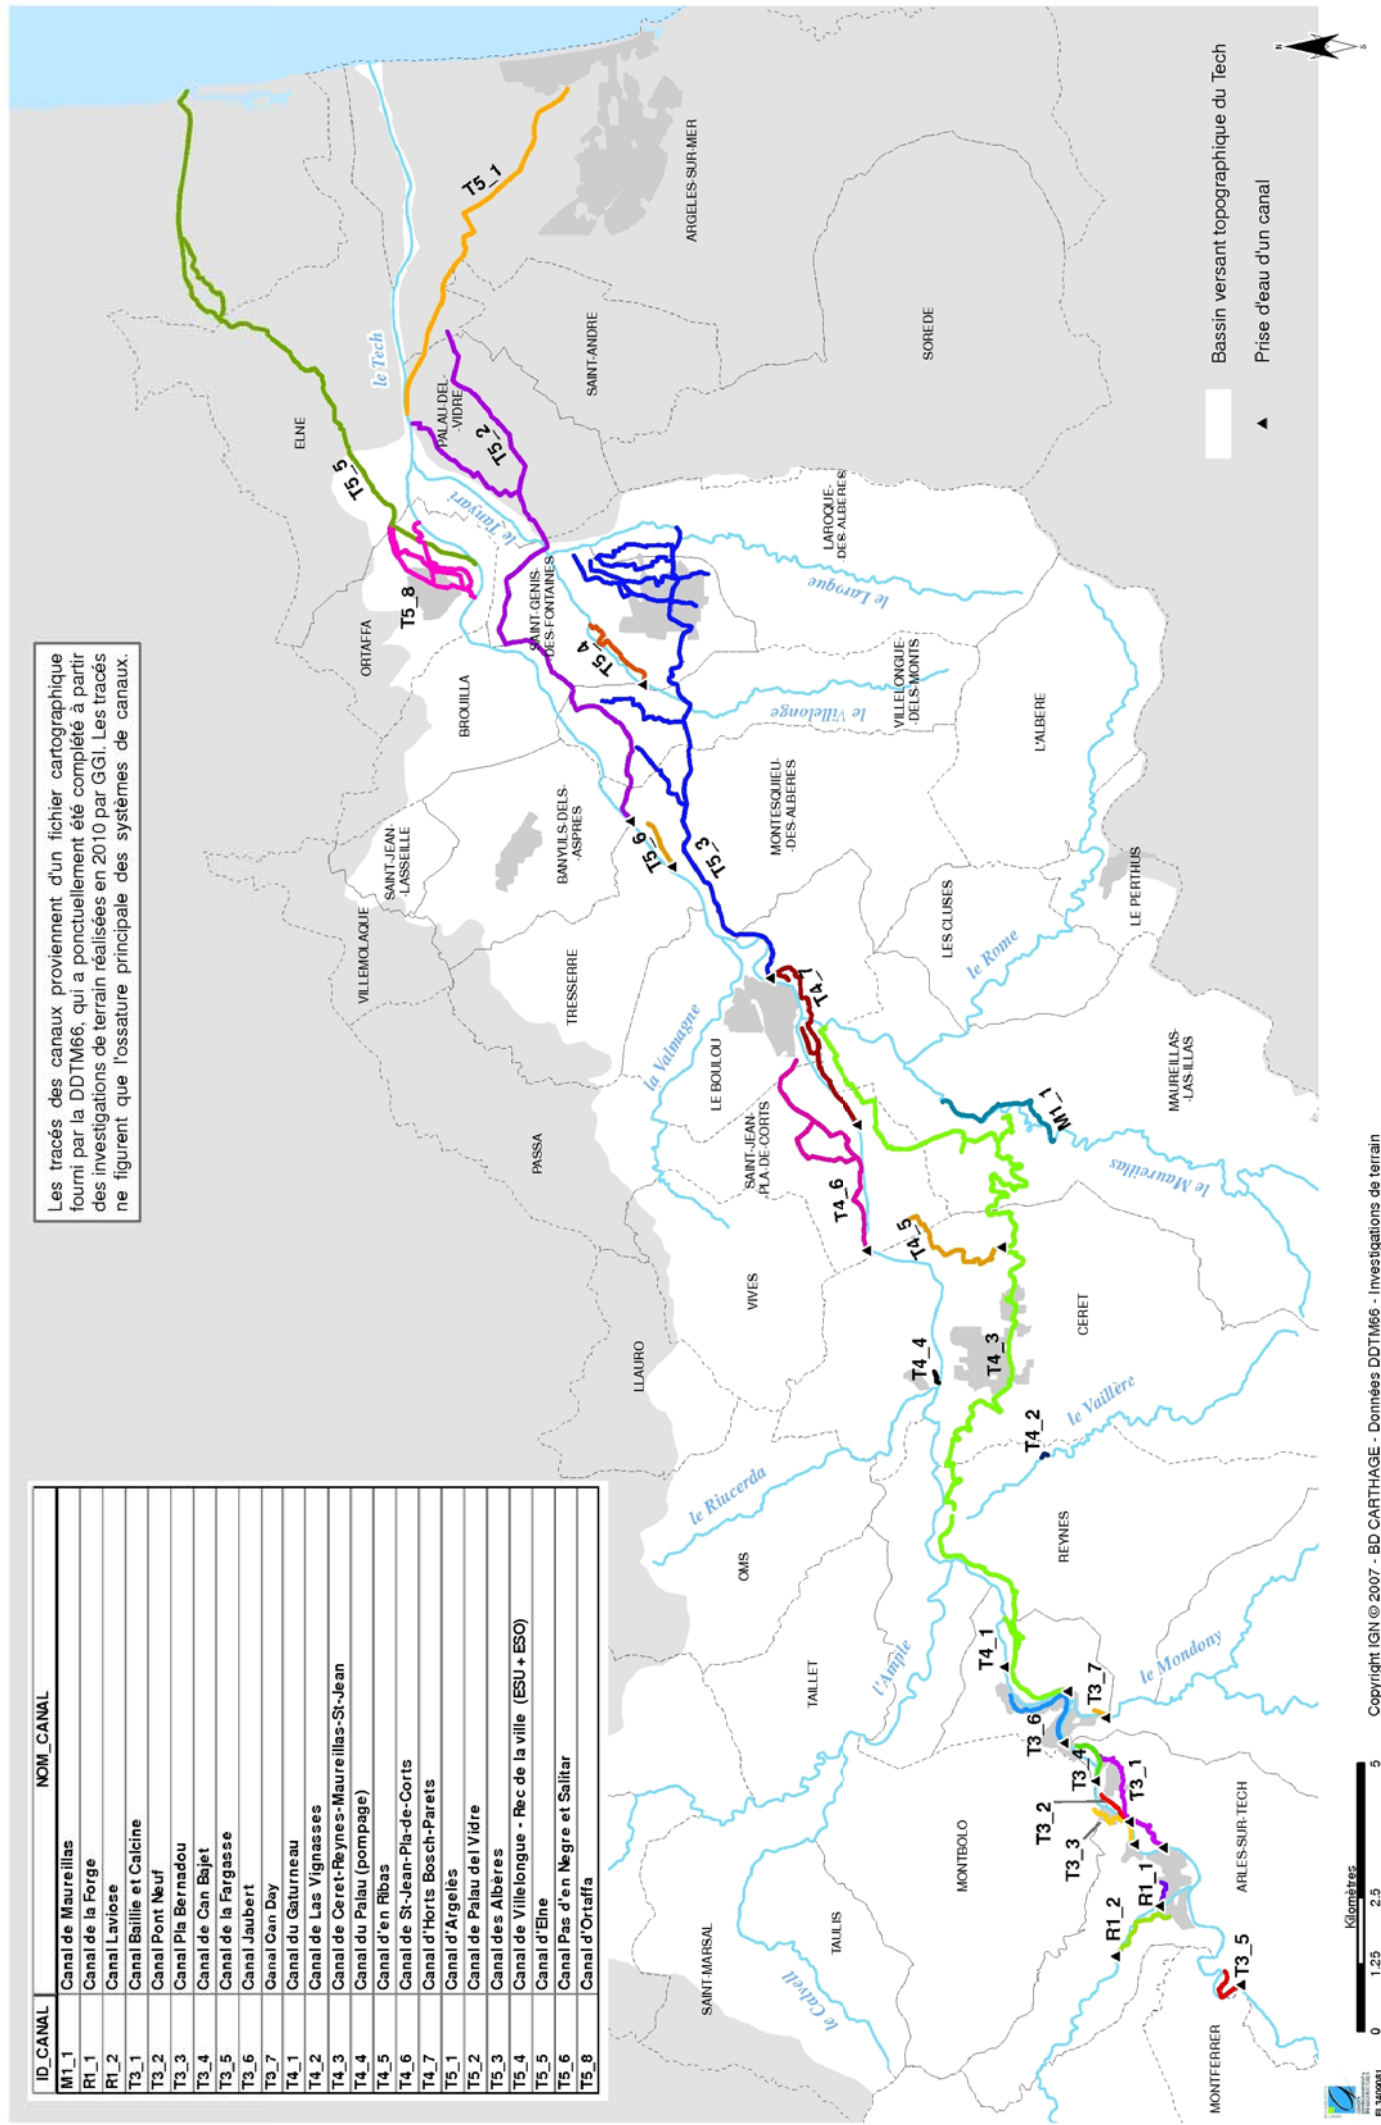 Les tracés des canaux proviennent d'un fichier cartographique
fourni par la DDTM66, qui a ponctuellement été complété à partir
des investigations de terrain réalisées en 2010 par GGI. Les tracés
ne figurent que l'ossature principale des systèmes de canaux.
ID_CANAL NOM_CANAL
M1_1 Canal de Maureillas
R1_1 Canal de la Forge
R1_2 Canal Laviose
T3_1 Canal Baillie et Calcine
T3_2 Canal Pont Neuf
T3_3 Canal Pla Bernadou
T3_4 Canal de Can Bajet
T3_5 Canal de la Fargasse
T3_6 Canal Jaubert
T3_7 Canal Can Day
T4_1 Canal du Gaturneau
T4_2 Canal de Las Vignasses
T4_3 Canal de Ceret-Reynes-Maureillas-St-Jean
T4_4 Canal du Palau (pompage)
T4_5 Canal d'en Ribas
T4_6 Canal de St-Jean-Pla-de-Corts
T4_7 Canal d'Horts Bosch-Parets
T5_1 Canal d'Argelès
T5_2 Canal de Palau del Vidre
T5_3 Canal des Albères
T5_4 Canal de Villelongue - Rec de la ville (ESU + ESO)
T5_5 Canal d'Elne
T5_6 Canal Pas d'en Negre et Salitar
T5_8 Canal d'Ortaffa
ELNE
le Tech
T5_5
T5_1
ARGELES-SUR-MER
PALAU-DEL-
-VIDRE
T5_2
SAINT-ANDRE
SOREDE
ORTAFFA
T5_8
le Tanyari
SAINT-GENIS-
DES-FONTAINES
T5_4
LAROQUE-
DES-ALBERES
le Laroque
BROUILLA
le Villelonge
VILLELONGUE-
-DELS-MONTS
L'ALBERE
SAINT-JEAN-
-LASSEILLE
BANYULS-DELS-
-ASPRES
T5_6
T5_3
MONTESQUIEU-
-DES-ALBERES
LE PERTHUS
VILLEMOLAQUE
TRESSERRE
LES CLUSES
le Rome
la Valmagne
LE BOULOU
T4_7
PASSA
SAINT-JEAN-
-PLA-DE-CORTS
T4_6
MAUREILLAS-
-LAS-ILLAS
M1_1
le Maureillas
VIVES
T4_5
LLAURO
T4_4
T4_3
CERET
T4_2
le Vaillère
le Riucerda
OMS
REYNES
l'Ample
TAILLET
T4_1
T3_6
T3_7
le Mondony
T3_4
T3_1
T3_2
T3_3
MONTBOLO
ARLES-SUR-TECH
R1_1
R1_2
SAINT-MARSAL
TAULIS
le Calvell
T3_5
MONTFERRER
Bassin versant topographique du Tech
Prise d'eau d'un canal
N
S
Kilomètres
0 1.25 2.5 5
Copyright IGN © 2007 - BD CARTHAGE - Données DDTM66 - Investigations de terrain